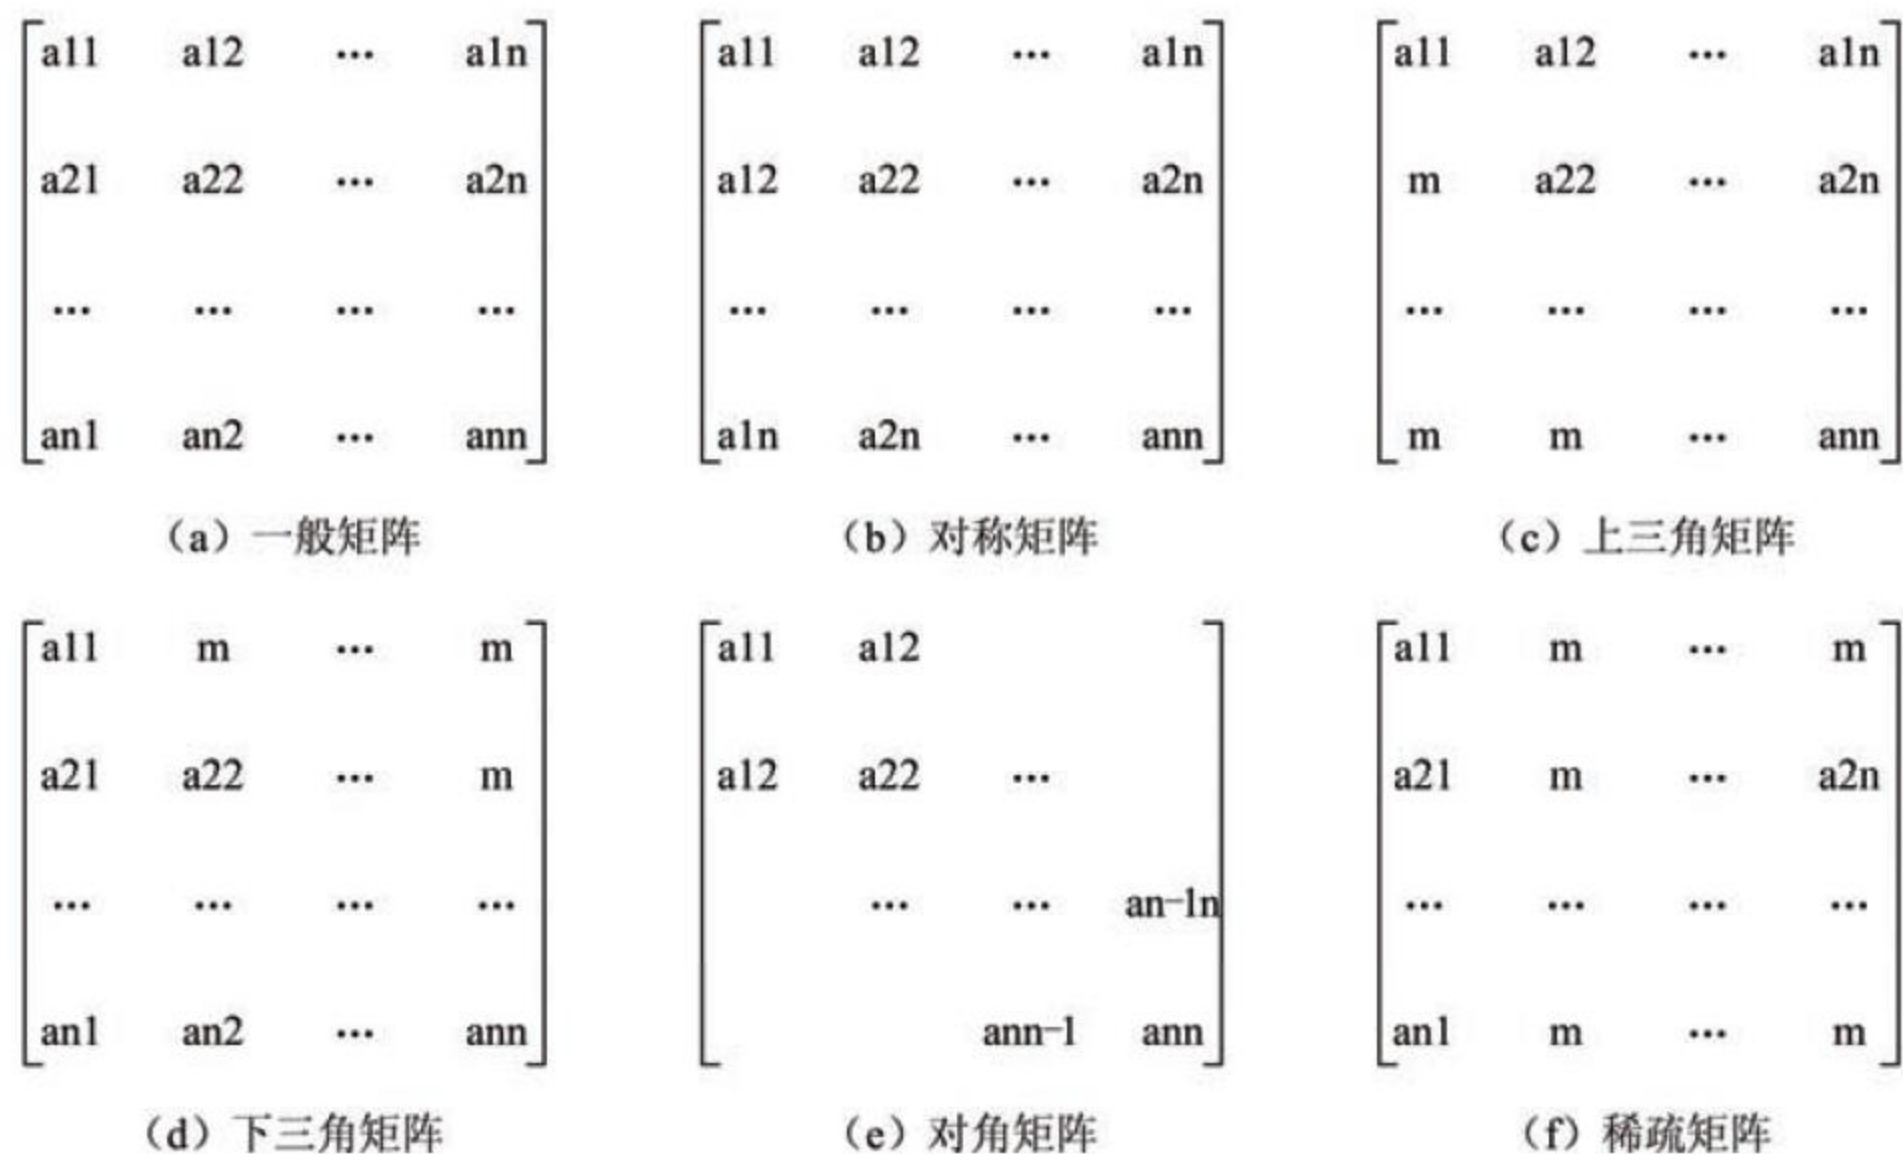 a11 a12 ··· a1n
a21 a22 ··· a2n
··· ··· ··· ···
an1 an2 ··· ann
（a）一般矩阵
a11 a12 ··· a1n
a12 a22 ··· a2n
··· ··· ··· ···
a1n a2n ··· ann
（b）对称矩阵
a11 a12 ··· a1n
m a22 ··· a2n
··· ··· ··· ···
m m ··· ann
（c）上三角矩阵
a11 m ··· m
a21 a22 ··· m
··· ··· ··· ···
an1 an2 ··· ann
（d）下三角矩阵
a11 a12
a12 a22 ···
··· ··· an-1n
ann-1 ann
（e）对角矩阵
a11 m ··· m
a21 m ··· a2n
··· ··· ··· ···
an1 m ··· m
（f）稀疏矩阵